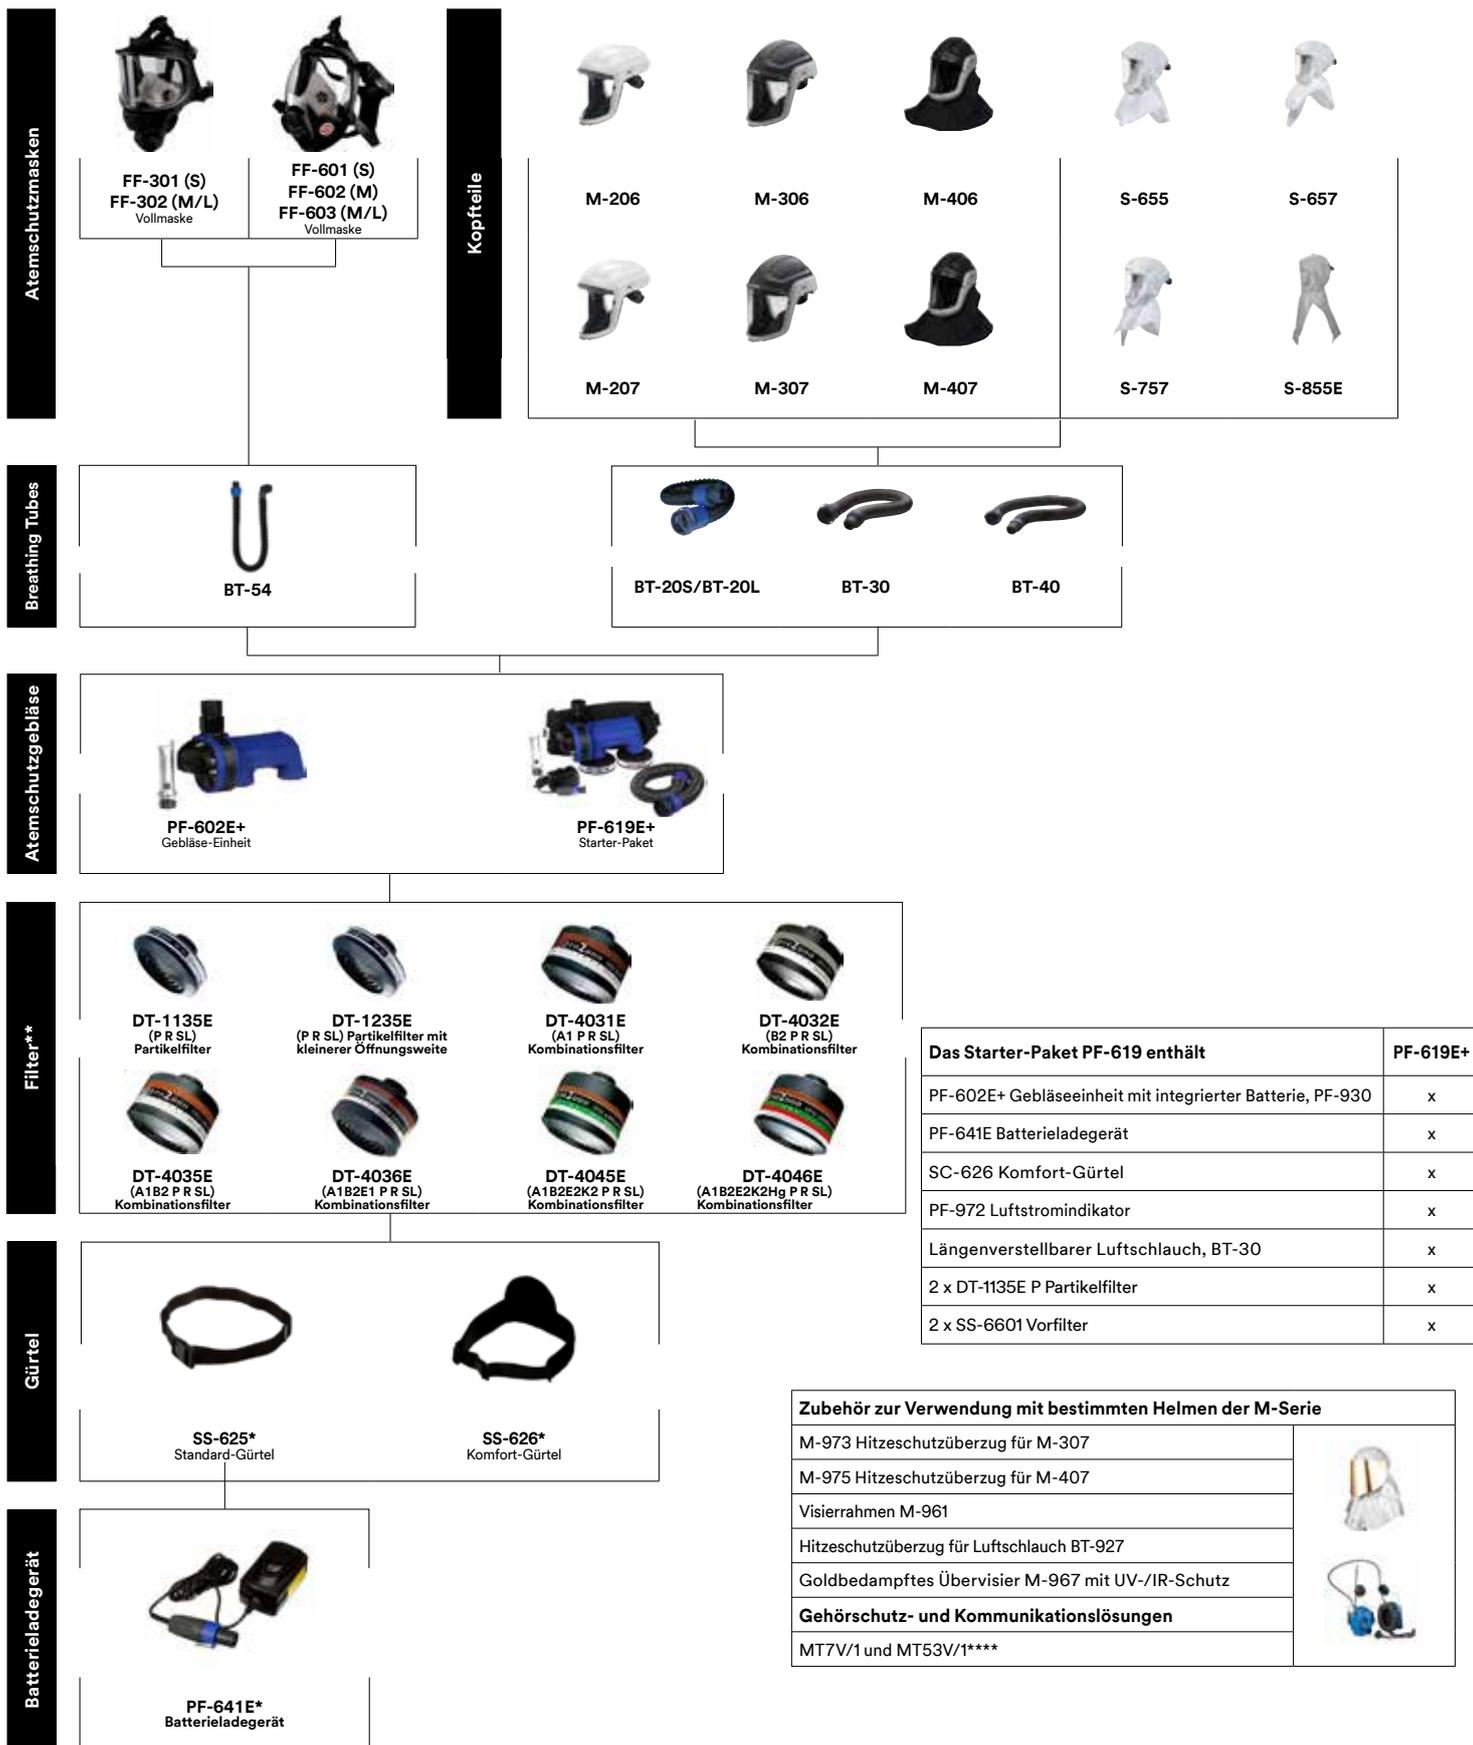 Atemschutzmasken
FF-301 (S)
FF-302 (M/L)
Vollmaske
FF-601 (S)
FF-602 (M)
FF-603 (M/L)
Vollmaske
Kopfteile
M-206
M-306
M-406
S-655
S-657
M-207
M-307
M-407
S-757
S-855E
Breathing Tubes
BT-54
BT-20S/BT-20L
BT-30
BT-40
Atemschutzgebläse
PF-602E+
Gebläse-Einheit
PF-619E+
Starter-Paket
Filter**
DT-1135E
(P R SL)
Partikelfilter
DT-1235E
(P R SL) Partikelfilter mit
kleinerer Öffnungsweite
DT-4031E
(A1 P R SL)
Kombinationsfilter
DT-4032E
(B2 P R SL)
Kombinationsfilter
DT-4035E
(A1B2 P R SL)
Kombinationsfilter
DT-4036E
(A1B2E1 P R SL)
Kombinationsfilter
DT-4045E
(A1B2E2K2 P R SL)
Kombinationsfilter
DT-4046E
(A1B2E2K2Hg P R SL)
Kombinationsfilter
Das Starter-Paket PF-619 enthält PF-619E+
PF-602E+ Gebläseeinheit mit integrierter Batterie, PF-930 x
PF-641E Batterieladegerät x
SC-626 Komfort-Gürtel x
PF-972 Luftstromindikator x
Längenverstellbarer Luftschlauch, BT-30 x
2 x DT-1135E P Partikelfilter x
2 x SS-6601 Vorfilter x
Gürtel
SS-625*
Standard-Gürtel
SS-626*
Komfort-Gürtel
Zubehör zur Verwendung mit bestimmten Helmen der M-Serie
M-973 Hitzeschutzüberzug für M-307
M-975 Hitzeschutzüberzug für M-407
Visierrahmen M-961
Hitzeschutzüberzug für Luftschlauch BT-927
Goldbedampftes Übervisier M-967 mit UV-/IR-Schutz
Gehörschutz- und Kommunikationslösungen
MT7V/1 und MT53V/1****
Batterieladegerät
PF-641E*
Batterieladegerät